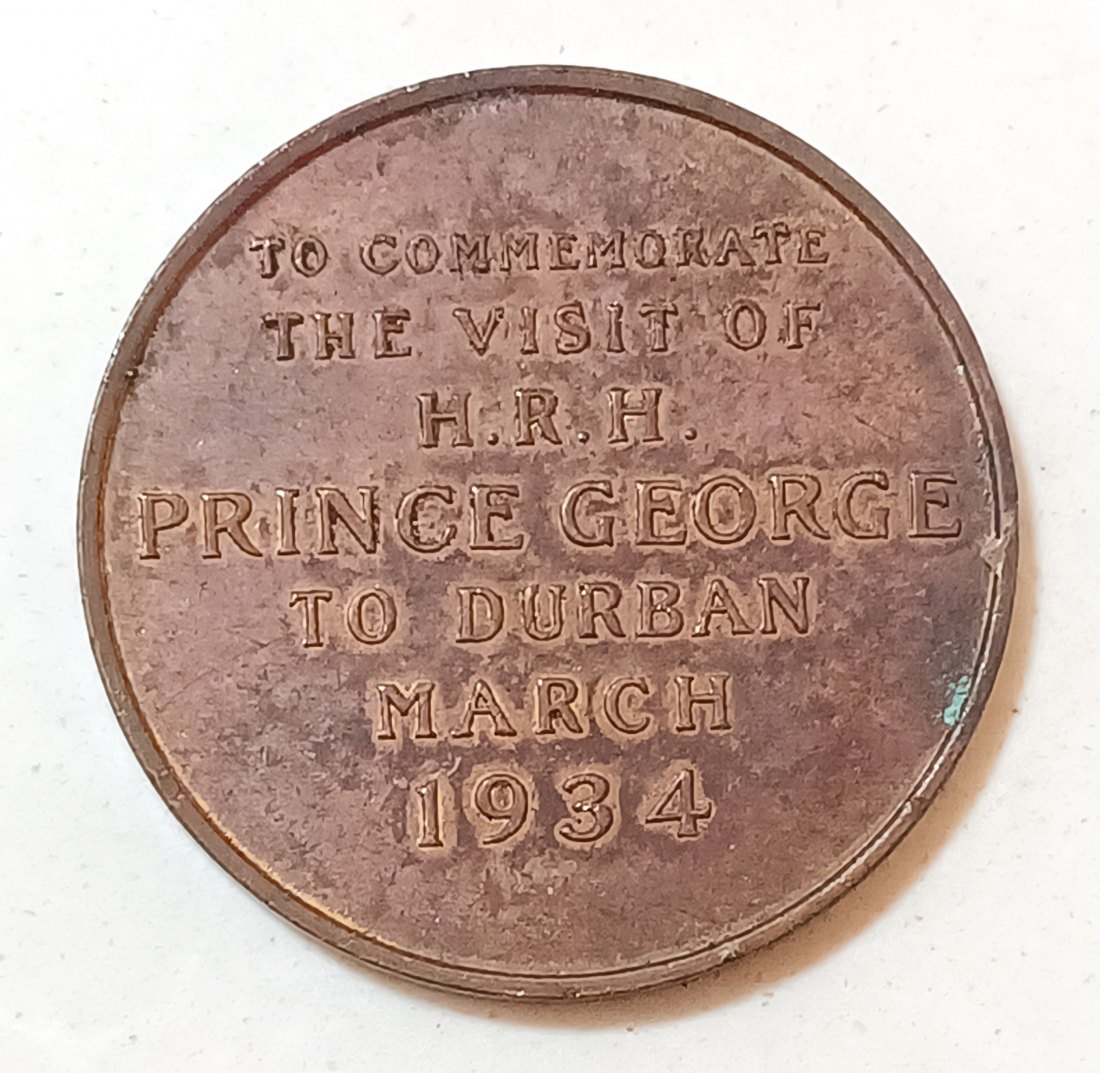 TO COMMEMORATE
THE VISIT OF
H.R.H.
PRINCE GEORGE
TO DURBAN
MARCH
1934